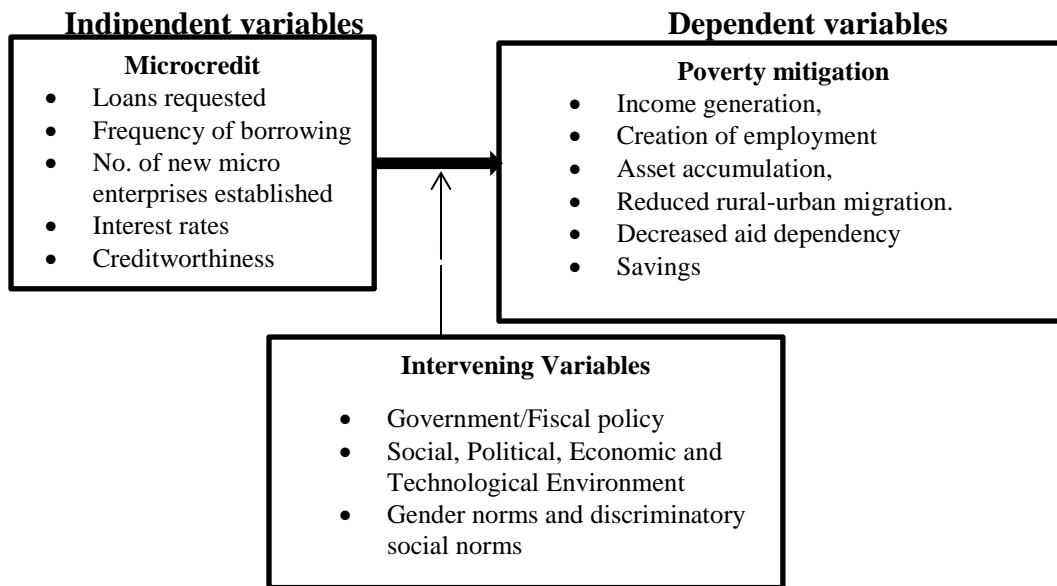 Indipendent variables
Microcredit
• Loans requested
• Frequency of borrowing
• No. of new micro
enterprises established
• Interest rates
• Creditworthiness
Dependent variables
Poverty mitigation
• Income generation,
• Creation of employment
• Asset accumulation,
• Reduced rural-urban migration.
• Decreased aid dependency
• Savings
Intervening Variables
• Government/Fiscal policy
• Social, Political, Economic and
Technological Environment
• Gender norms and discriminatory
social norms